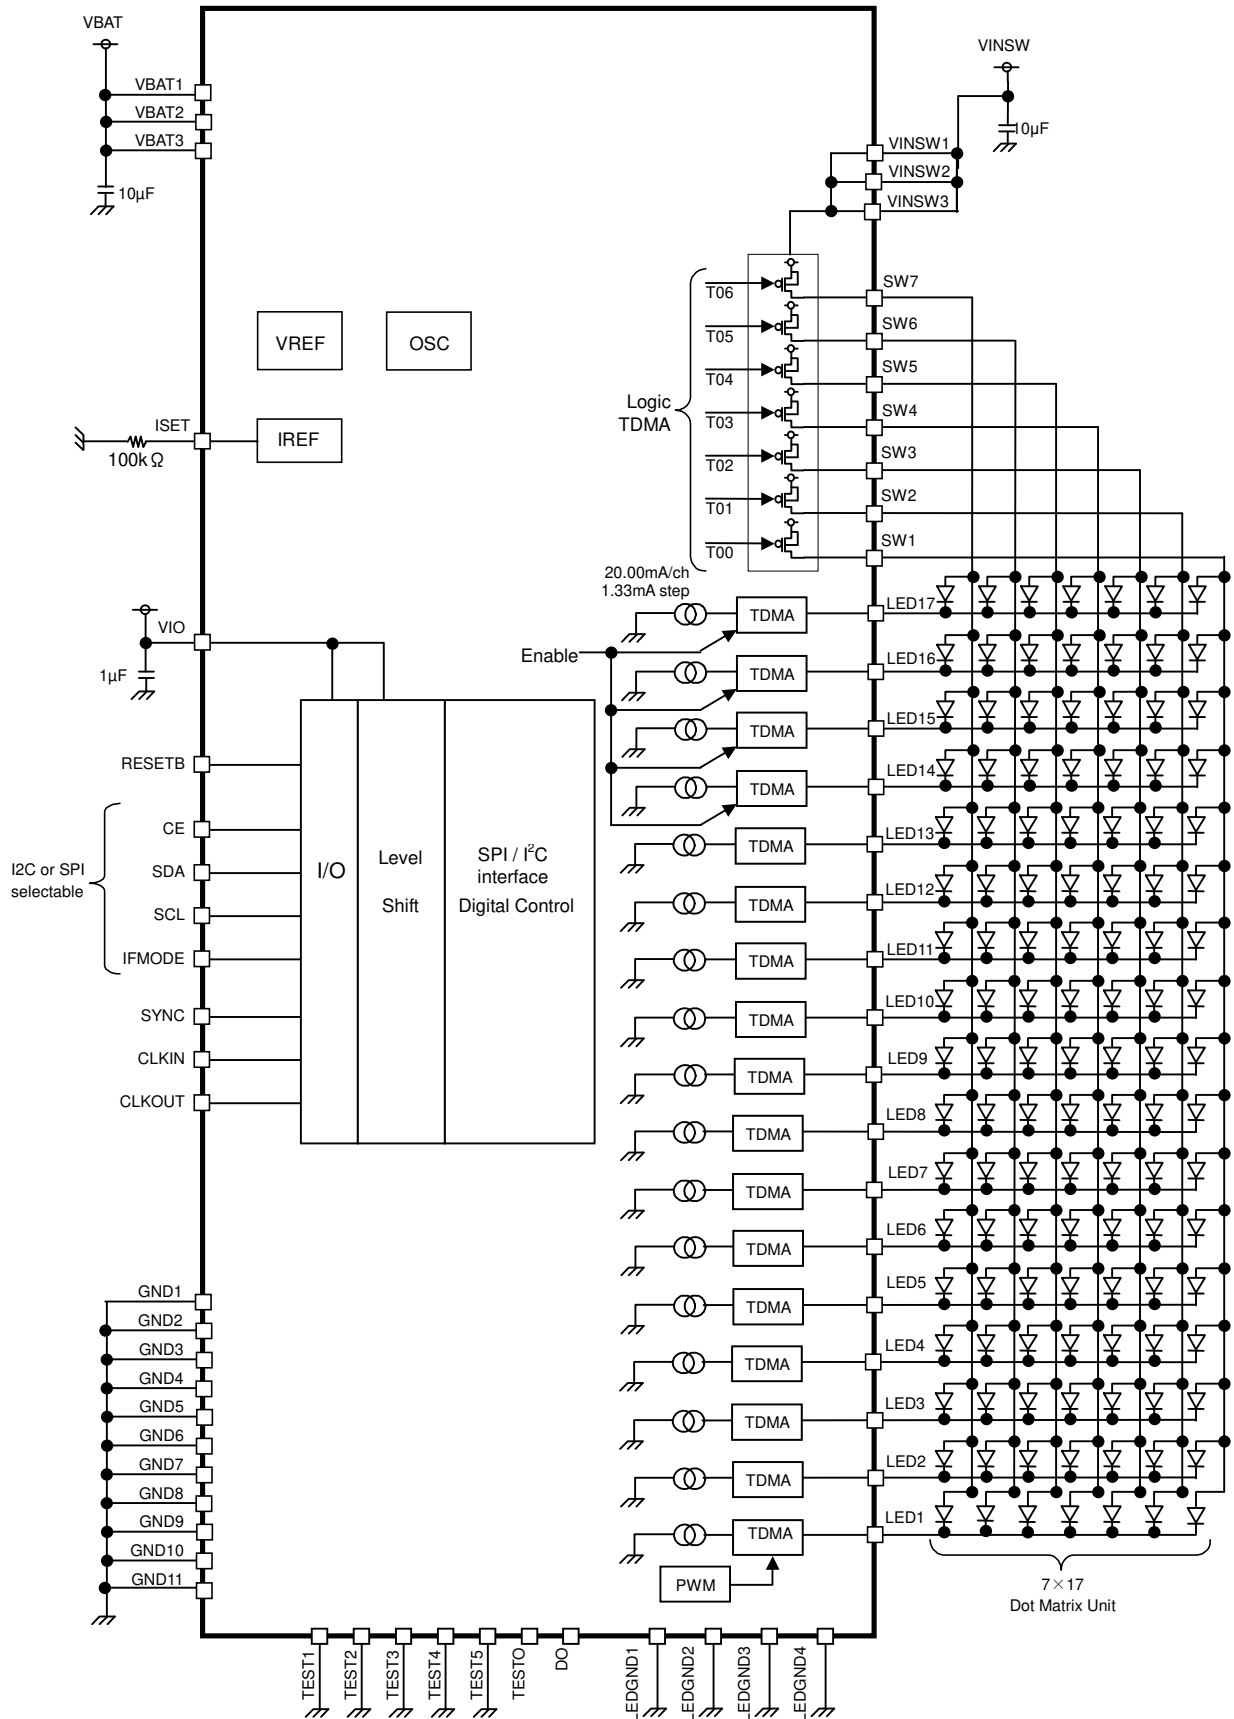 VBAT
VBAT1
VBAT2
VBAT3
10µF
VINSW
10µF
VINSW1
VINSW2
VINSW3
Logic
TDMA
T06
T05
T04
T03
T02
T01
T00
SW7
SW6
SW5
SW4
SW3
SW2
SW1
VREF
OSC
ISET
100kΩ
IREF
20.00mA/ch
1.33mA step
Enable
VIO
1µF
RESETB
I2C or SPI
selectable
CE
SDA
SCL
IFMODE
SYNC
CLKIN
CLKOUT
I/O
Level
Shift
SPI / I²C
interface
Digital Control
TDMA
LED17
TDMA
LED16
TDMA
LED15
TDMA
LED14
TDMA
LED13
TDMA
LED12
TDMA
LED11
TDMA
LED10
TDMA
LED9
TDMA
LED8
TDMA
LED7
TDMA
LED6
TDMA
LED5
TDMA
LED4
TDMA
LED3
TDMA
LED2
TDMA
LED1
PWM
7×17
Dot Matrix Unit
GND1
GND2
GND3
GND4
GND5
GND6
GND7
GND8
GND9
GND10
GND11
TEST1
TEST2
TEST3
TEST4
TEST5
TESTO
DO
LEDGND1
LEDGND2
LEDGND3
LEDGND4